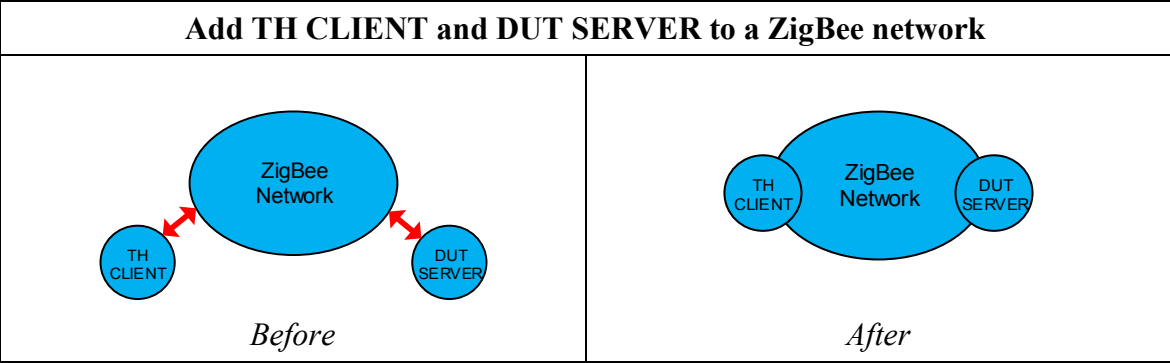 Add TH CLIENT and DUT SERVER to a ZigBee network
ZigBee
Network
TH
CLIENT
DUT
SERVER
Before
ZigBee
Network
TH
CLIENT
DUT
SERVER
After